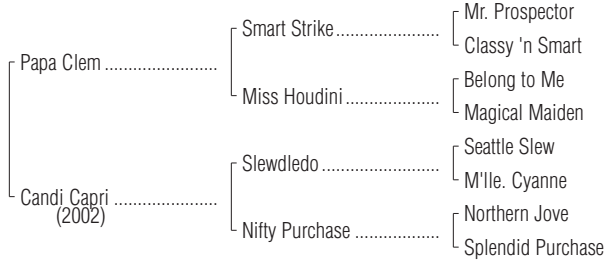 Mr. Prospector
Smart Strike
Classy 'n Smart
Papa Clem
Belong to Me
Miss Houdini
Magical Maiden
Seattle Slew
Slewdledo
M'lle. Cyanne
Candi Capri
(2002)
Northern Jove
Nifty Purchase
Splendid Purchase